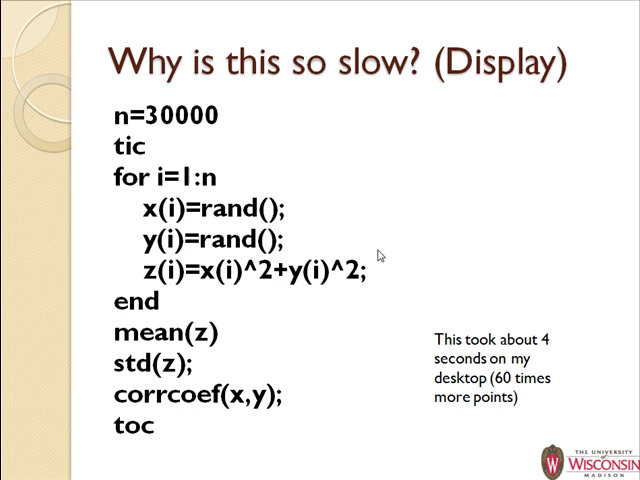 Why is this so slow? (Display)
n=30000
tic
for i=1:n
x(i)=rand();
y(i)=rand();
z(i)=x(i)^2+y(i)^2;
end
mean(z)
std(z);
corrcoef(x,y);
toc
This took about 4
seconds on my
desktop (60 times
more points)
W
THE UNIVERSITY
of
WISCONSIN
MADISON